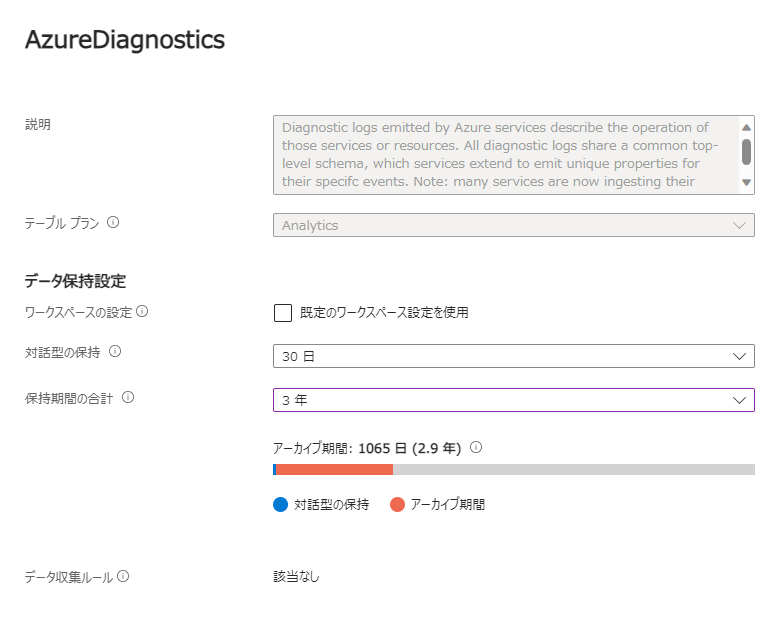 AzureDiagnostics
説明
Diagnostic logs emitted by Azure services describe the operation of
those services or resources. All diagnostic logs share a common top-
level schema, which services extend to emit unique properties for
their specifc events. Note: many services are now ingesting their
テーブル プラン
Analytics
データ保持設定
ワークスペースの設定
既定のワークスペース設定を使用
対話型の保持
30 日
保持期間の合計
3 年
アーカイブ期間: 1065 日 (2.9 年)
対話型の保持
アーカイブ期間
データ収集ルール
該当なし